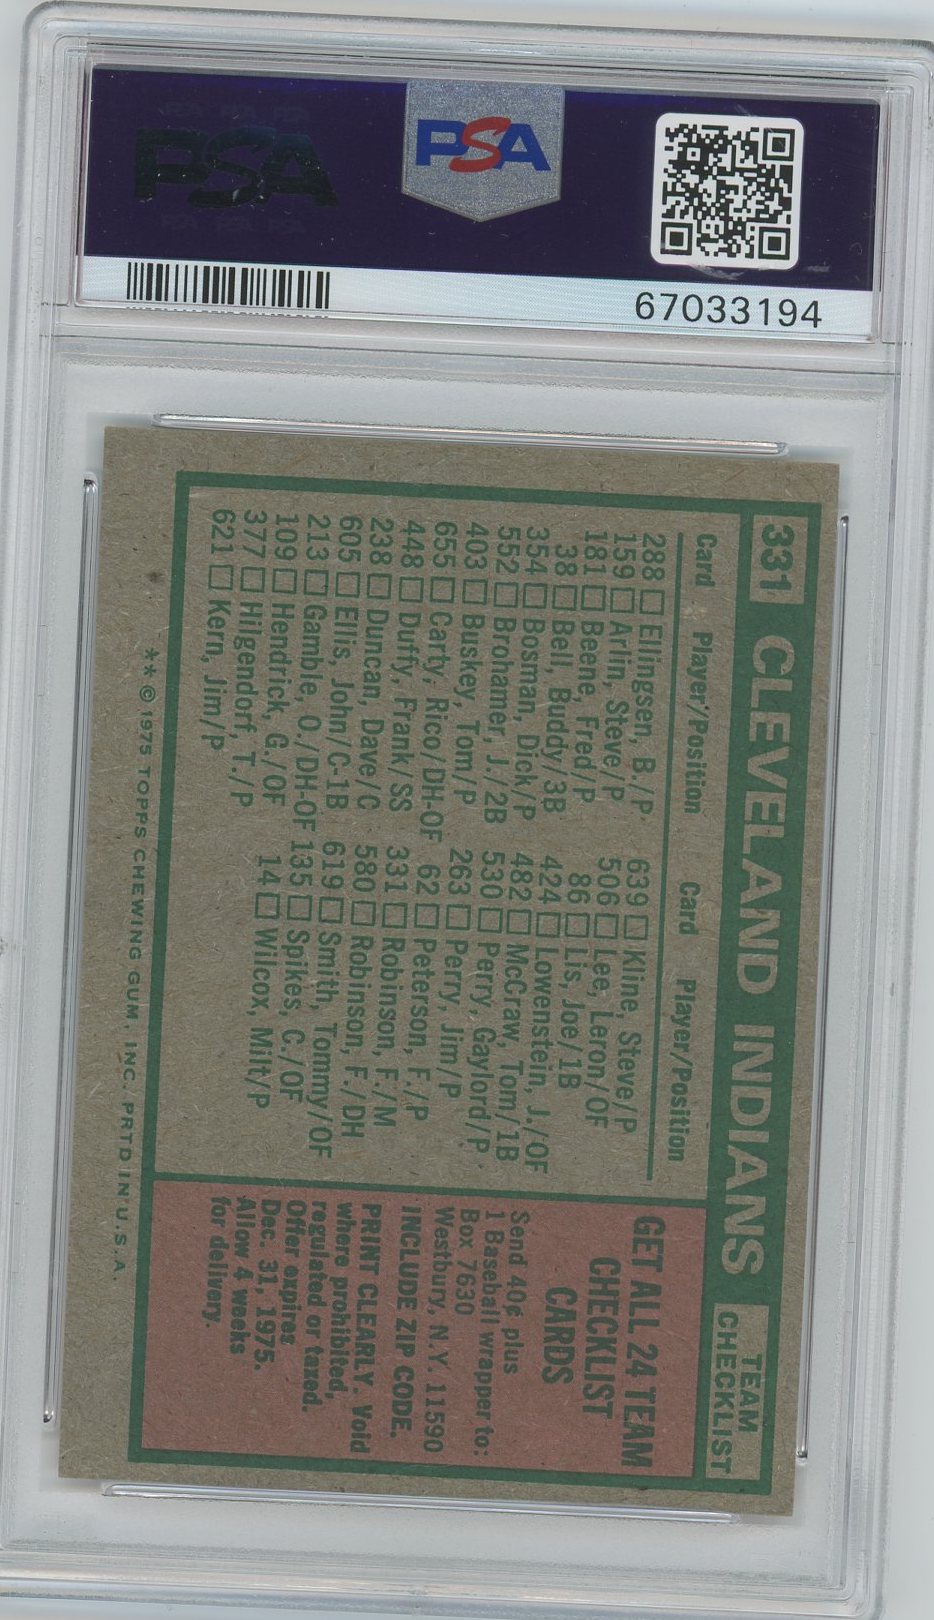 PSA
PSA
67033194
331 CLEVELAND INDIANS TEAM CHECKLIST
Card Player/Position Card Player/Position
288 Ellingsen, B./P
159 Arlin, Steve/P
181 Beene, Fred/P
38 Bell, Buddy/3B
354 Bosman, Dick/P
552 Brohamer, J./2B
403 Buskey, Tom/P
655 Carty, Rico/DH-OF
448 Duffy, Frank/SS
238 Duncan, Dave/C
605 Ellis, John/C-1B
213 Gamble, O./DH-OF
109 Hendrick, G./OF
377 Hilgendorf, T./P
621 Kern, Jim/P
639 Kline, Steve/P
506 Lee, Leron/OF
86 Lis, Joe/1B
424 Lowenstein, J./OF
482 McCraw, Tom/1B
530 Perry, Gaylord/P
263 Perry, Jim/P
62 Peterson, F./P
331 Robinson, F./M
580 Robinson, F./DH
619 Smith, Tommy/OF
135 Spikes, C./OF
14 Wilcox, Milt/P
GET ALL 24 TEAM
CHECKLIST
CARDS
Send 40¢ plus
1 Baseball wrapper to:
Box 7630
Westbury, N.Y. 11590
INCLUDE ZIP CODE.
PRINT CLEARLY. Void
where prohibited,
regulated or taxed.
Offer expires
Dec. 31, 1975.
Allow 4 weeks
for delivery.
** © 1975 TOPPS CHEWING GUM, INC. PRTD IN U.S.A.